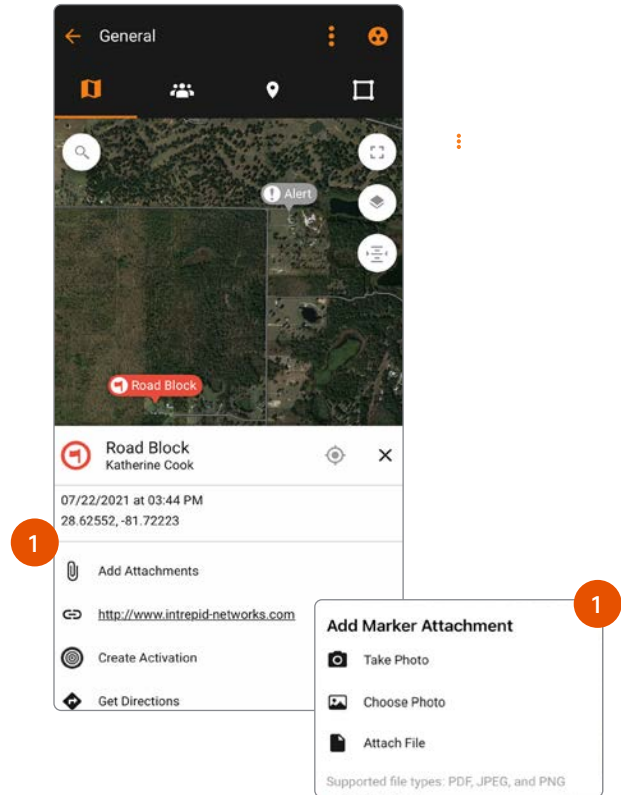 General
Alert
Road Block
Road Block
Katherine Cook
07/22/2021 at 03:44 PM
28.62552, -81.72223
1
Add Attachments
http://www.intrepid-networks.com
Create Activation
Get Directions
1
Add Marker Attachment
Take Photo
Choose Photo
Attach File
Supported file types: PDF, JPEG, and PNG